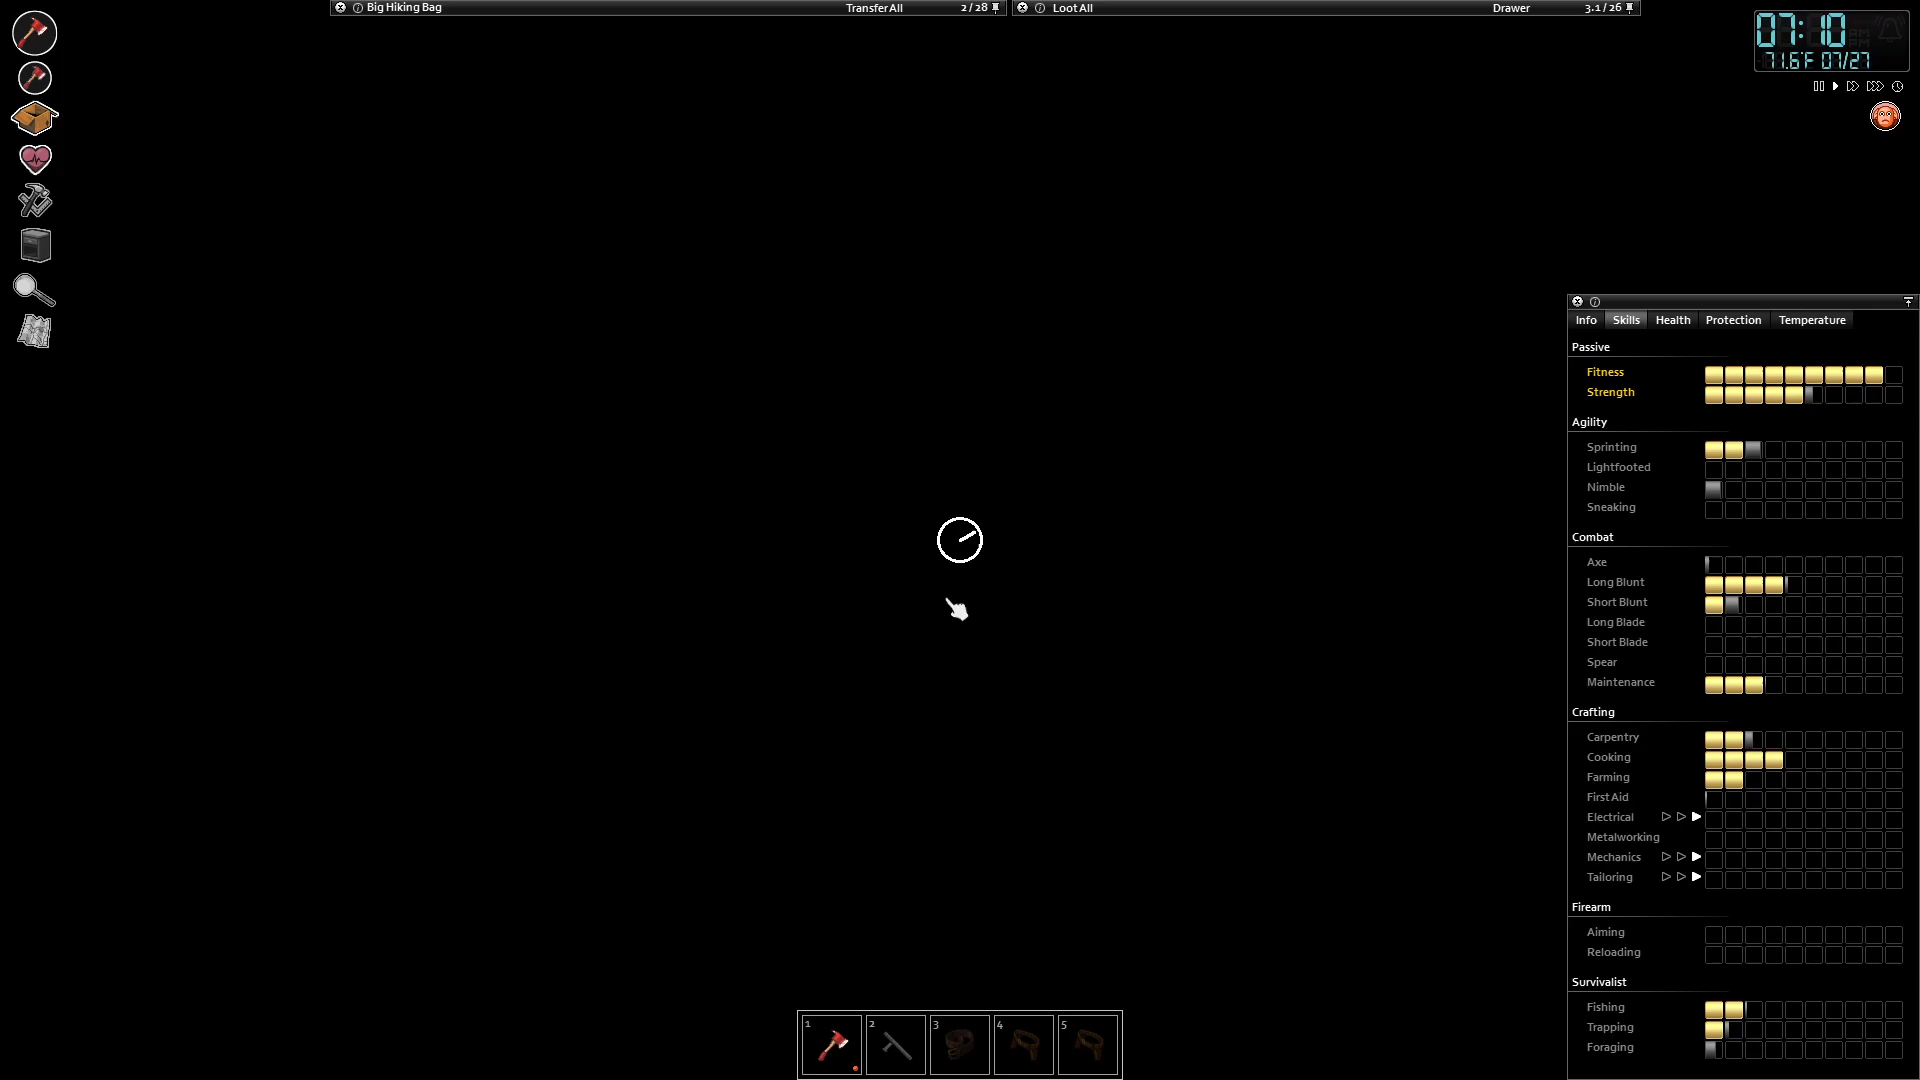 Big Hiking Bag Transfer All 2 / 28
Loot All Drawer 3.1 / 26
07:10
71.6°F 07/27
Info Skills Health Protection Temperature
Passive
Fitness
Strength
Agility
Sprinting
Lightfooted
Nimble
Sneaking
Combat
Axe
Long Blunt
Short Blunt
Long Blade
Short Blade
Spear
Maintenance
Crafting
Carpentry
Cooking
Farming
First Aid
Electrical
Metalworking
Mechanics
Tailoring
Firearm
Aiming
Reloading
Survivalist
Fishing
Trapping
Foraging
1 2 3 4 5